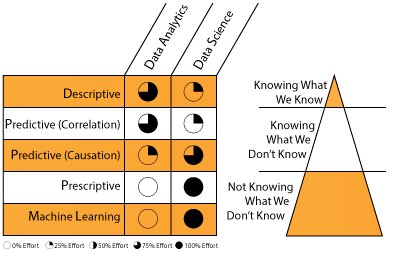 Data Analytics
Data Science
Descriptive
Predictive (Correlation)
Predictive (Causation)
Prescriptive
Machine Learning
0% Effort 25% Effort 50% Effort 75% Effort 100% Effort
Knowing What
We Know
Knowing
What We
Don't Know
Not Knowing
What We
Don't Know